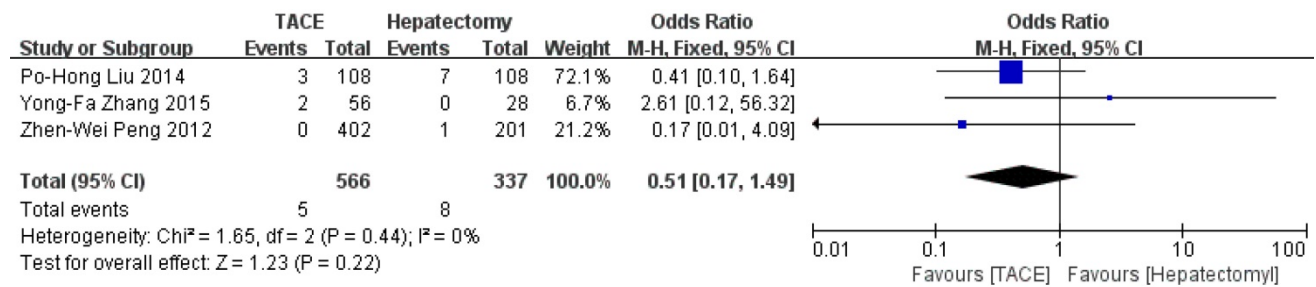 TACE Hepatectomy Odds Ratio Odds Ratio
Study or Subgroup Events Total Events Total Weight M-H, Fixed, 95% CI M-H, Fixed, 95% CI
Po-Hong Liu 2014 3 108 7 108 72.1% 0.41 [0.10, 1.64]
Yong-Fa Zhang 2015 2 56 0 28 6.7% 2.61 [0.12, 56.32]
Zhen-Wei Peng 2012 0 402 1 201 21.2% 0.17 [0.01, 4.09]
Total (95% CI) 566 337 100.0% 0.51 [0.17, 1.49]
Total events 5 8
Heterogeneity: Chi² = 1.65, df = 2 (P = 0.44); I² = 0%
Test for overall effect: Z = 1.23 (P = 0.22)
0.01 0.1 1 10 100
Favours [TACE] Favours [Hepatectomyl]